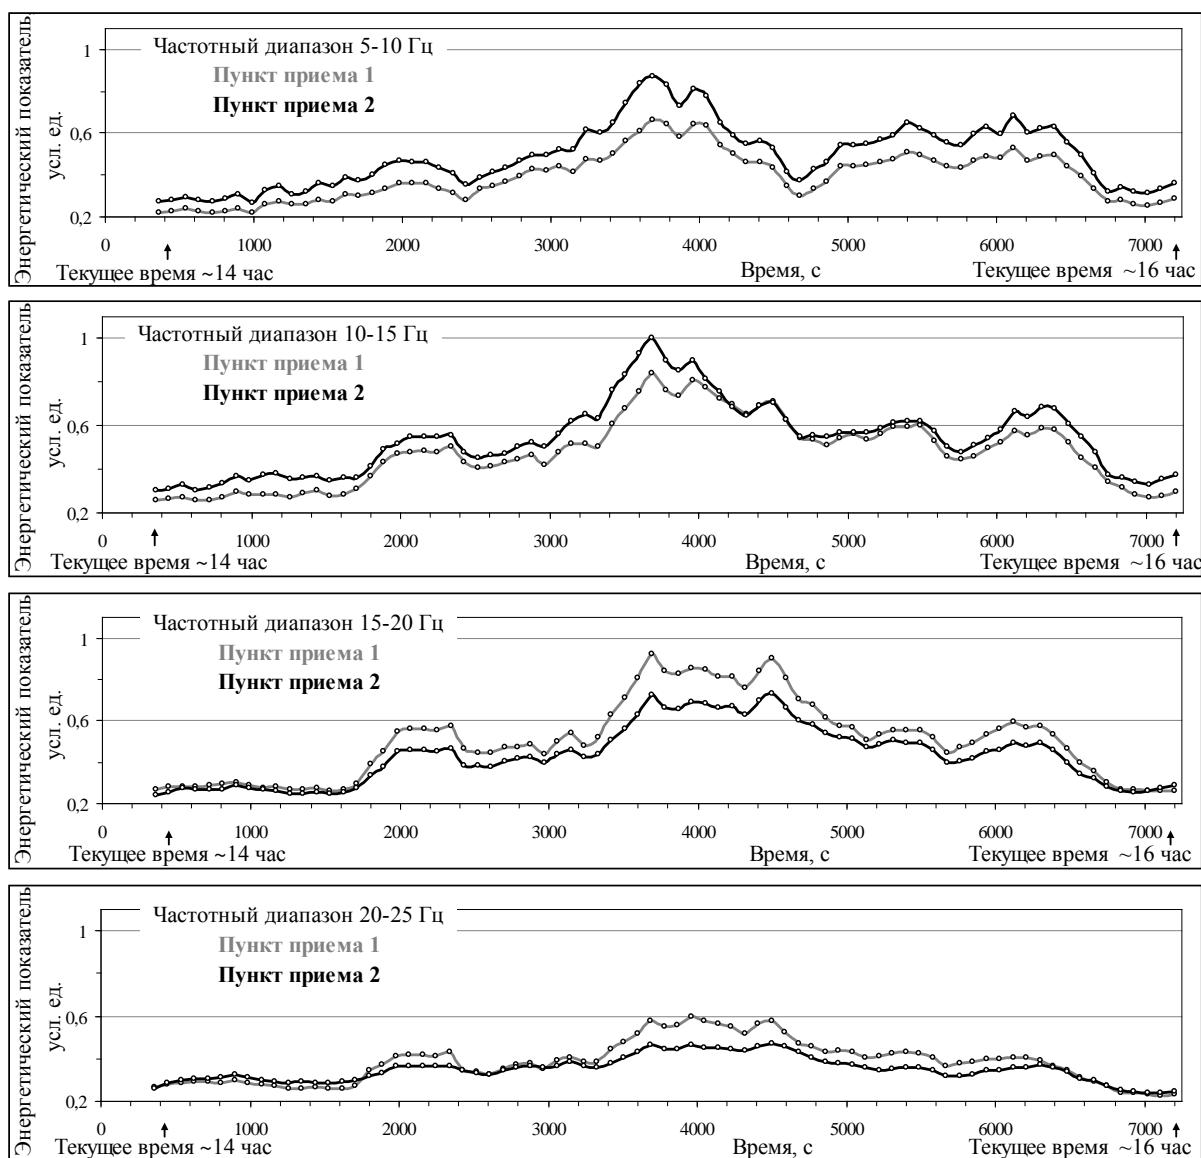 Энергетический показатель
усл. ед.
Частотный диапазон 5-10 Гц
Пункт приема 1
Пункт приема 2
1
0,6
0,2
0 1000 2000 3000 4000 5000 6000 7000
Текущее время ~14 час Время, с Текущее время ~16 час
Энергетический показатель
усл. ед.
Частотный диапазон 10-15 Гц
Пункт приема 1
Пункт приема 2
1
0,6
0,2
0 1000 2000 3000 4000 5000 6000 7000
Текущее время ~14 час Время, с Текущее время ~16 час
Энергетический показатель
усл. ед.
Частотный диапазон 15-20 Гц
Пункт приема 1
Пункт приема 2
1
0,6
0,2
0 1000 2000 3000 4000 5000 6000 7000
Текущее время ~14 час Время, с Текущее время ~16 час
Энергетический показатель
усл. ед.
Частотный диапазон 20-25 Гц
Пункт приема 1
Пункт приема 2
1
0,6
0,2
0 1000 2000 3000 4000 5000 6000 7000
Текущее время ~14 час Время, с Текущее время ~16 час